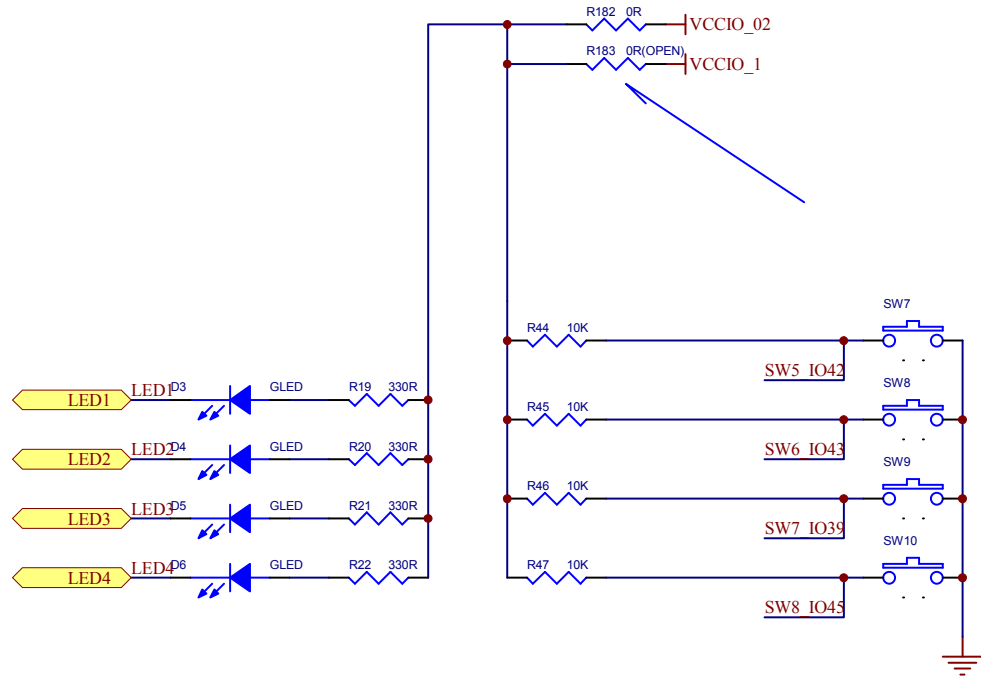 R182 0R
VCCIO_02
R183 0R(OPEN)
VCCIO_1
SW7
R44 10K
SW5_IO42
SW8
R45 10K
SW6_IO43
SW9
R46 10K
SW7_IO39
SW10
R47 10K
SW8_IO45
LED1 LED1 D3 GLED R19 330R
LED2 LED2 D4 GLED R20 330R
LED3 LED3 D5 GLED R21 330R
LED4 LED4 D6 GLED R22 330R